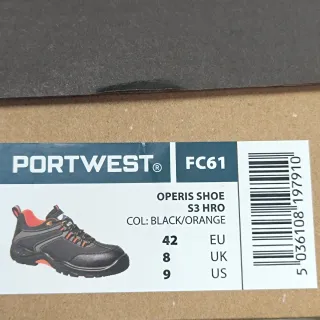 PORTWEST® FC61
OPERIS SHOE
S3 HRO
COL: BLACK/ORANGE
42 EU
8 UK
9 US
5 036108 197910